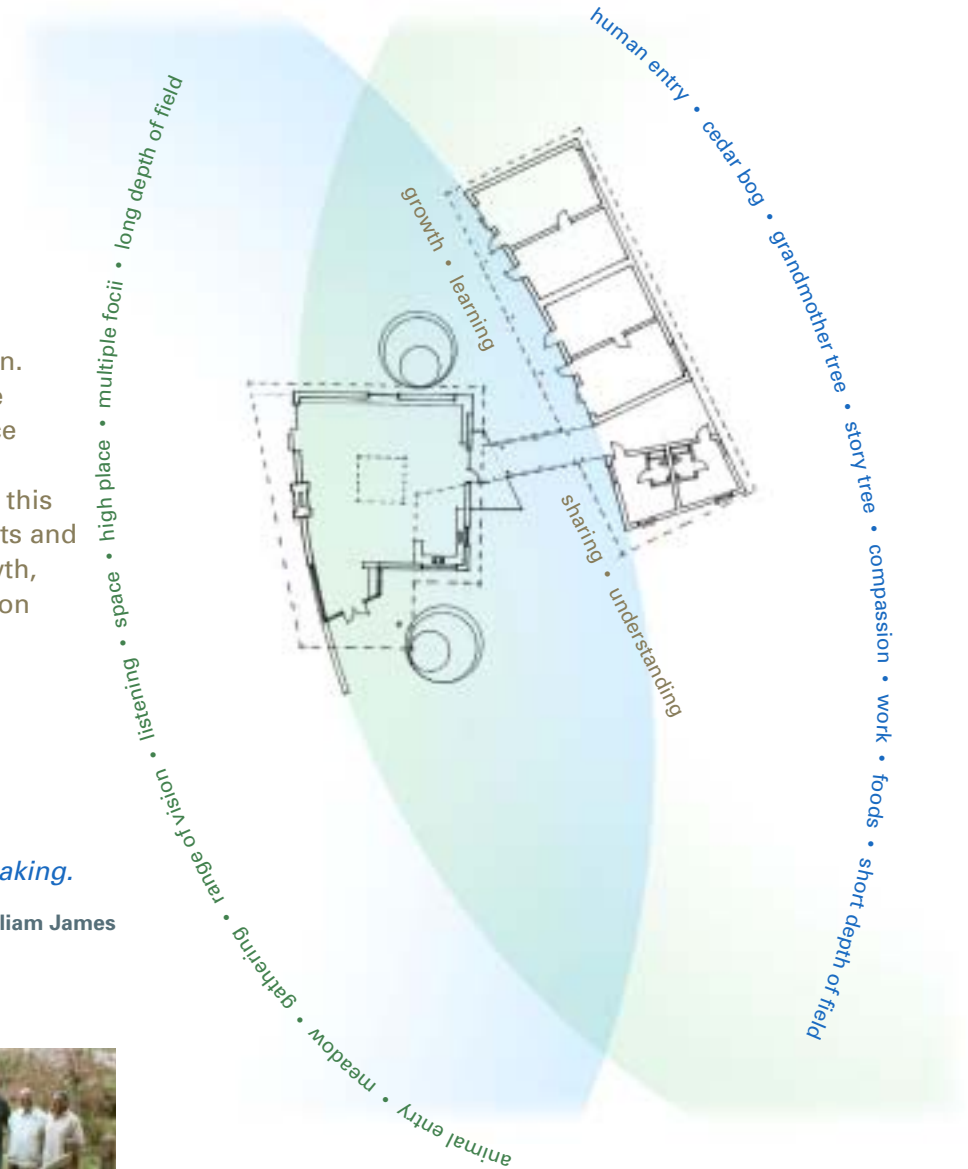 n.
e
ce
this
ts and
vth,
on
aking.
liam James
long depth of field • multiple focii • high place • space • listening • range of vision • gathering • meadow • animal entry
growth • learning
sharing • understanding
human entry • cedar bog • grandmother tree • story tree • compassion • work • foods • short depth of field